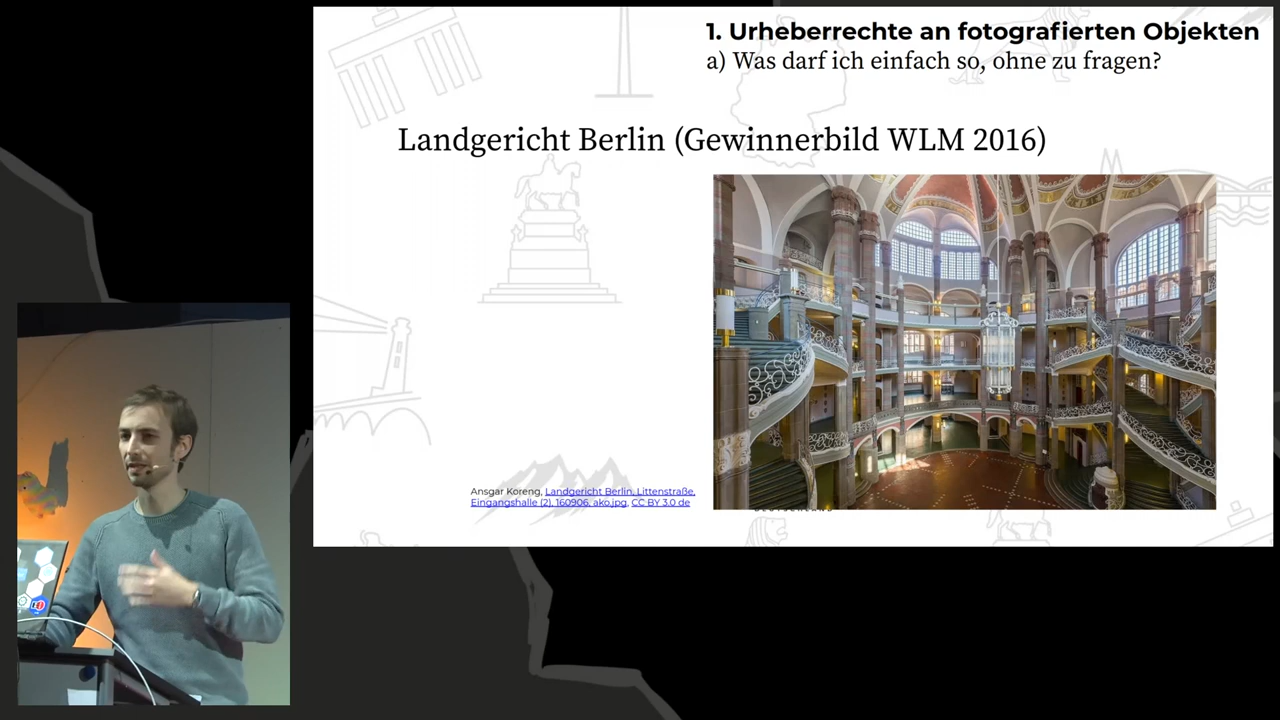 1. Urheberrechte an fotografierten Objekten
a) Was darf ich einfach so, ohne zu fragen?
Landgericht Berlin (Gewinnerbild WLM 2016)
Ansgar Koreng, Landgericht Berlin, Littenstraße,
Eingangshalle (2), 160906, ako.jpg, CC BY 3.0 de
DEUTSCHLAND